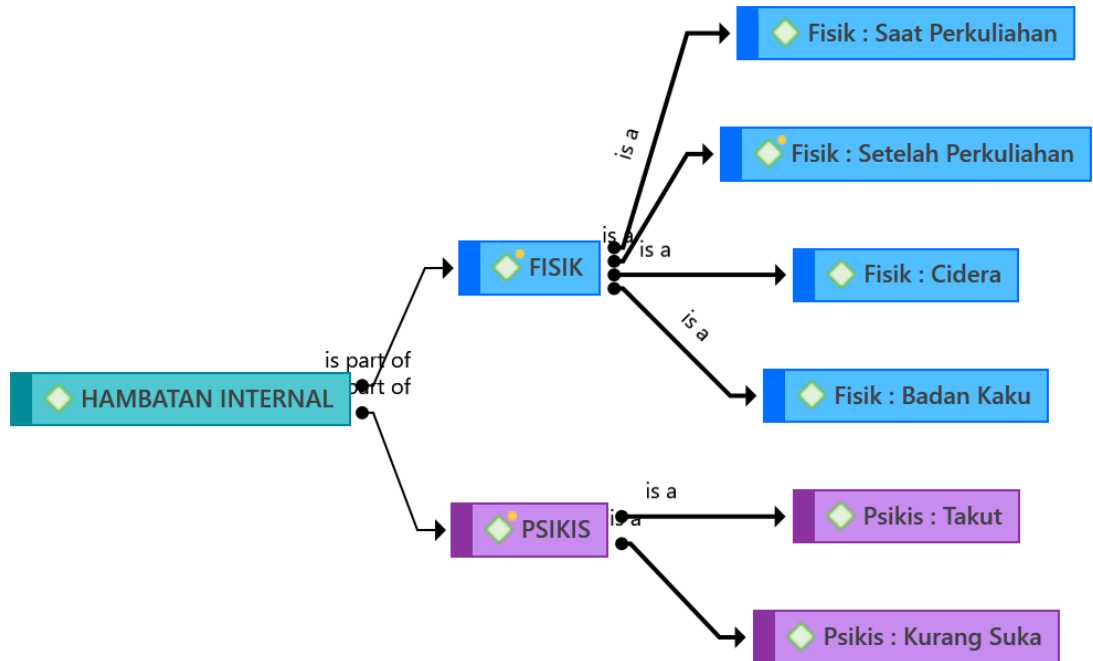 Fisik : Saat Perkuliahan
is a
Fisik : Setelah Perkuliahan
is a
is a
FISIK
Fisik : Cidera
is a
is part of
is part of
HAMBATAN INTERNAL
Fisik : Badan Kaku
is a
Psikis : Takut
is a
PSIKIS
Psikis : Kurang Suka